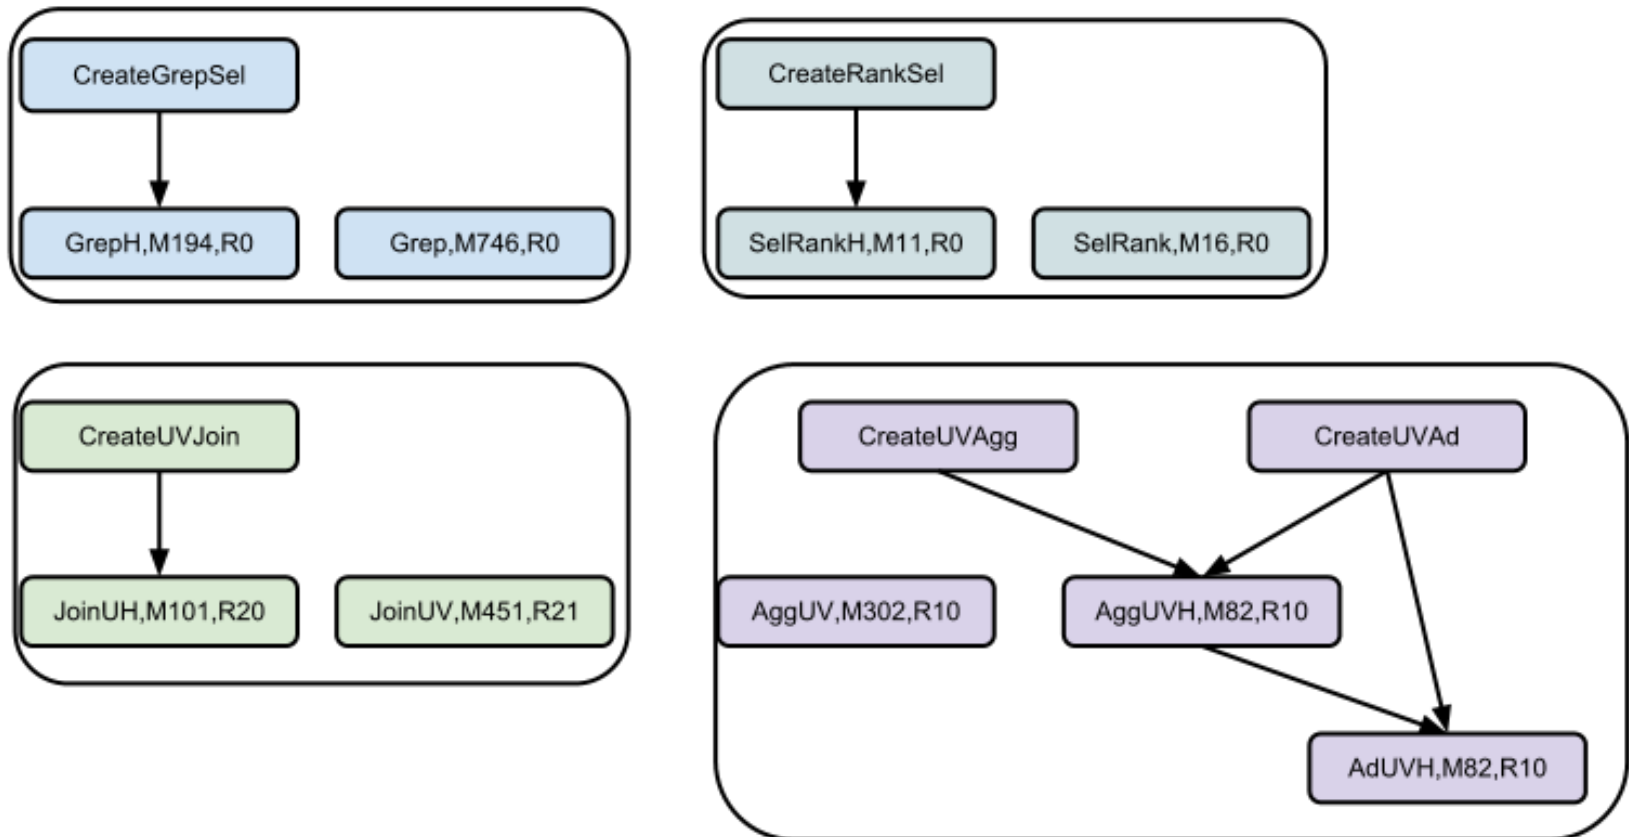 CreateGrepSel
GrepH,M194,R0
Grep,M746,R0
CreateRankSel
SelRankH,M11,R0
SelRank,M16,R0
CreateUVJoin
JoinUH,M101,R20
JoinUV,M451,R21
CreateUVAgg
CreateUVAd
AggUV,M302,R10
AggUVH,M82,R10
AdUVH,M82,R10